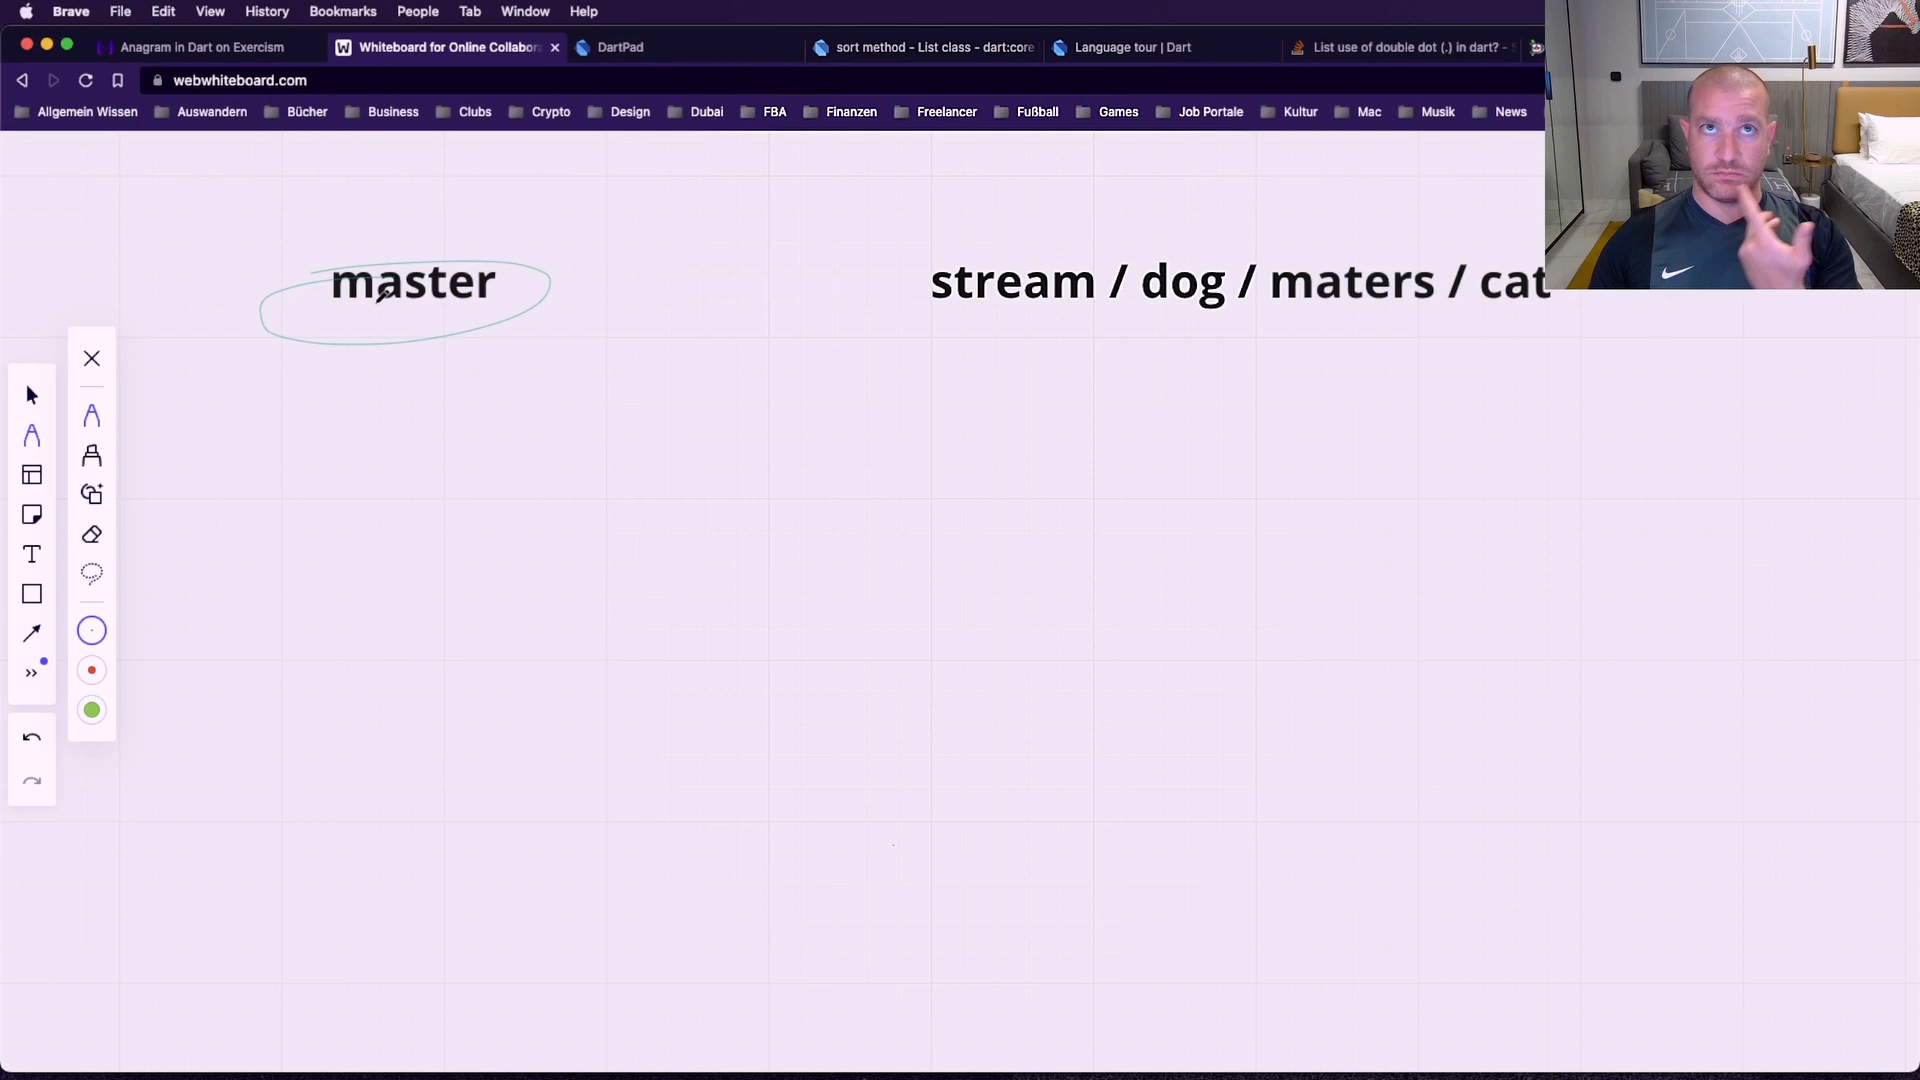 Brave File Edit View History Bookmarks People Tab Window Help
Anagram in Dart on Exercism Whiteboard for Online Collabor DartPad sort method - List class - dart:core Language tour | Dart List use of double dot (.) in dart? -
webwhiteboard.com
Allgemein Wissen Auswandern Bücher Business Clubs Crypto Design Dubai FBA Finanzen Freelancer Fußball Games Job Portale Kultur Mac Musik News
master stream / dog / maters / cat